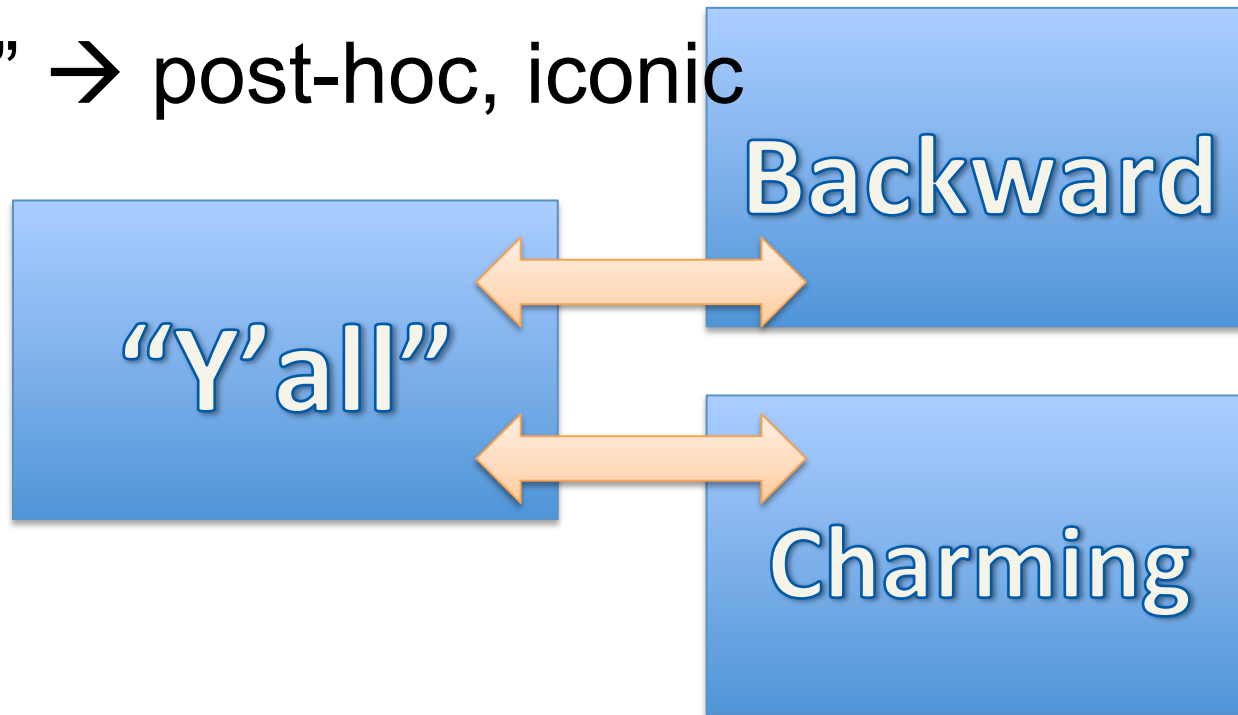 ” → post-hoc, iconic
Backward
“Y’all”
Charming